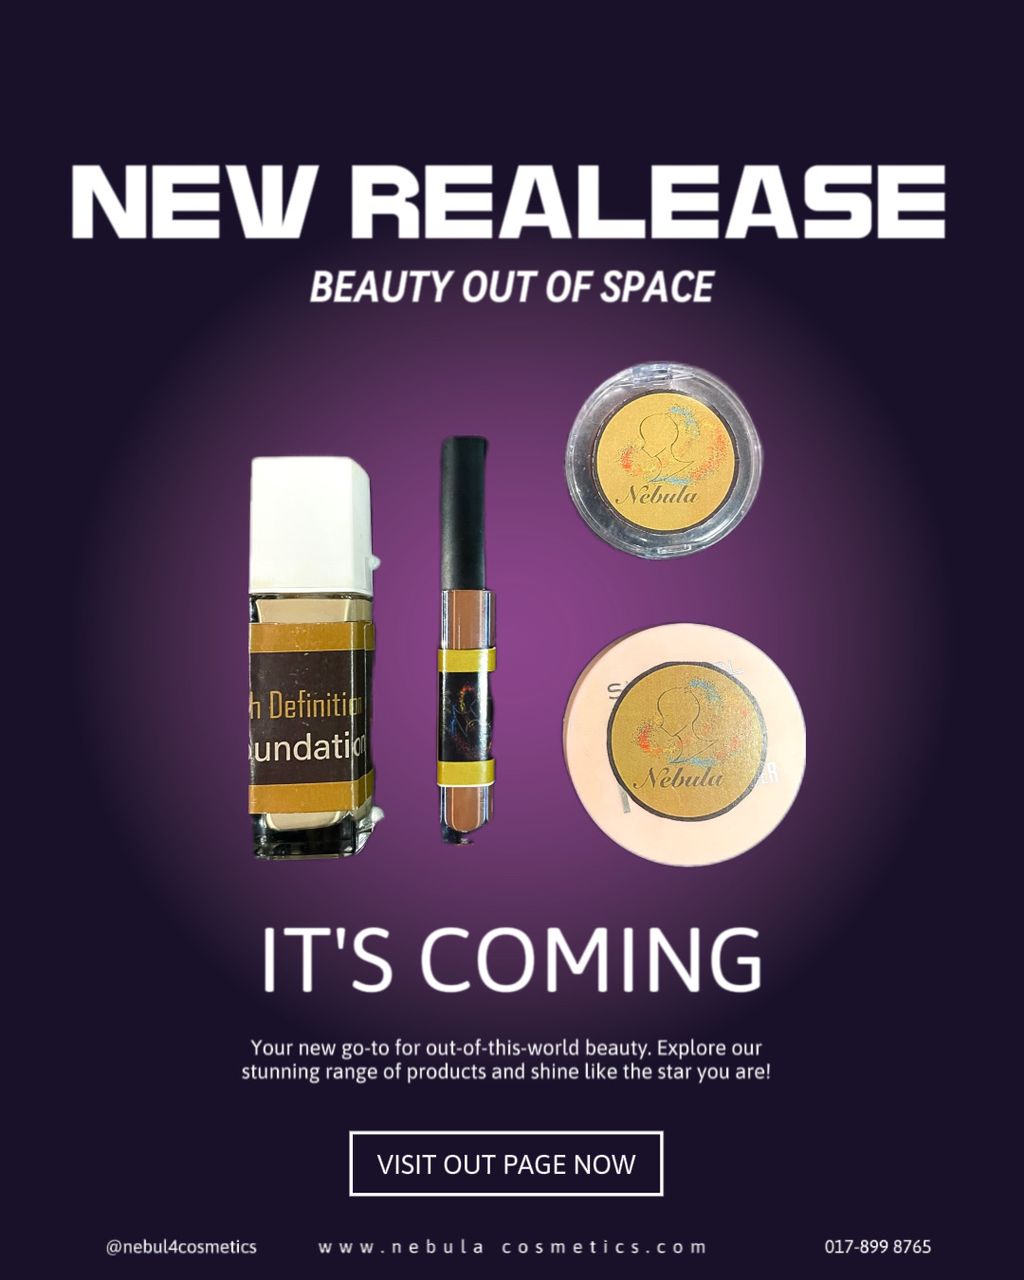 NEW REALEASE
BEAUTY OUT OF SPACE
Nebula
h Definition
oundation
Nebula
ER
IT'S COMING
Your new go-to for out-of-this-world beauty. Explore our
stunning range of products and shine like the star you are!
VISIT OUT PAGE NOW
@nebul4cosmetics
www.nebula cosmetics.com
017-899 8765